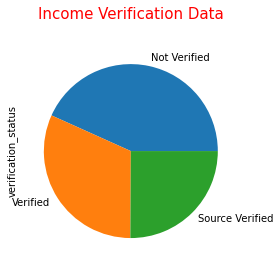 Income Verification Data
Not Verified
verification_status
Verified
Source Verified